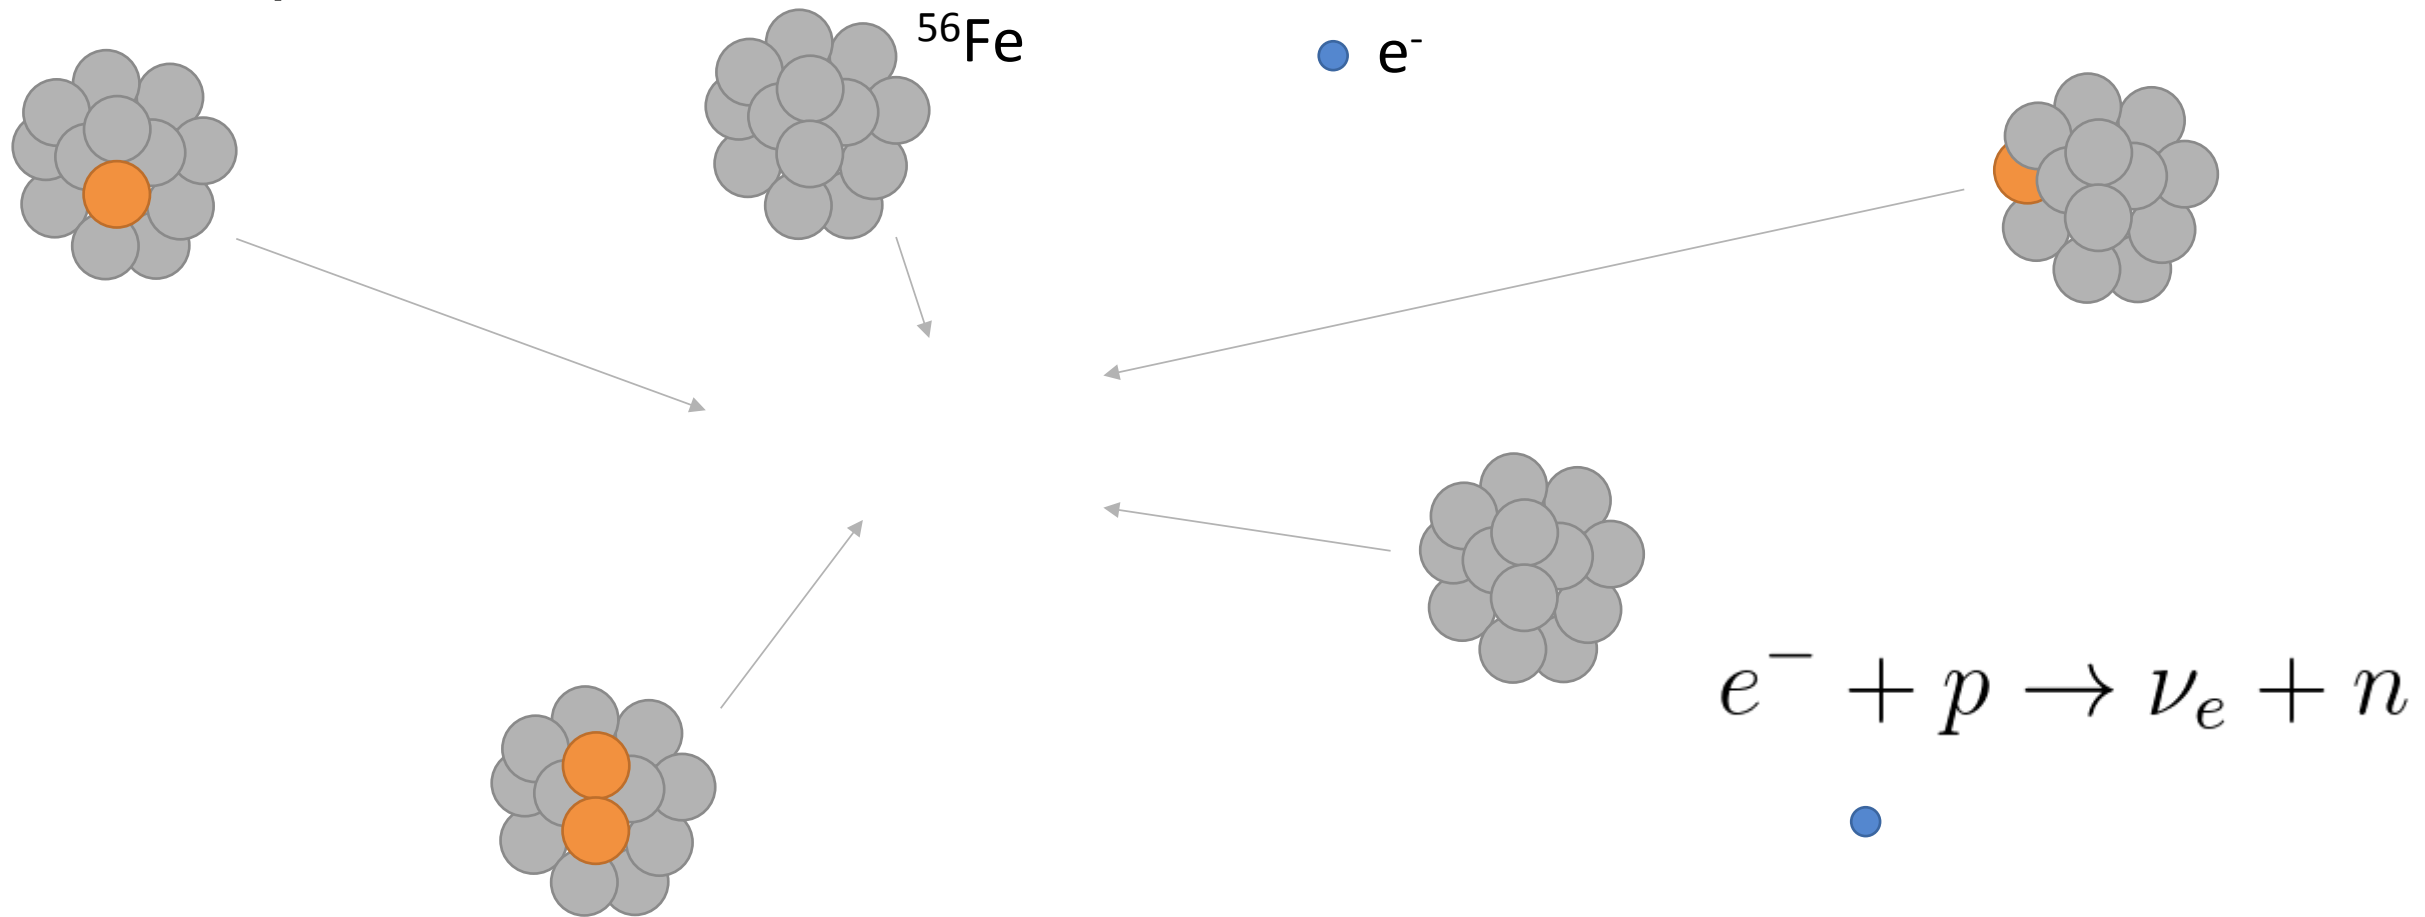 ⁵⁶Fe
e⁻
e⁻ + p → νₑ + n